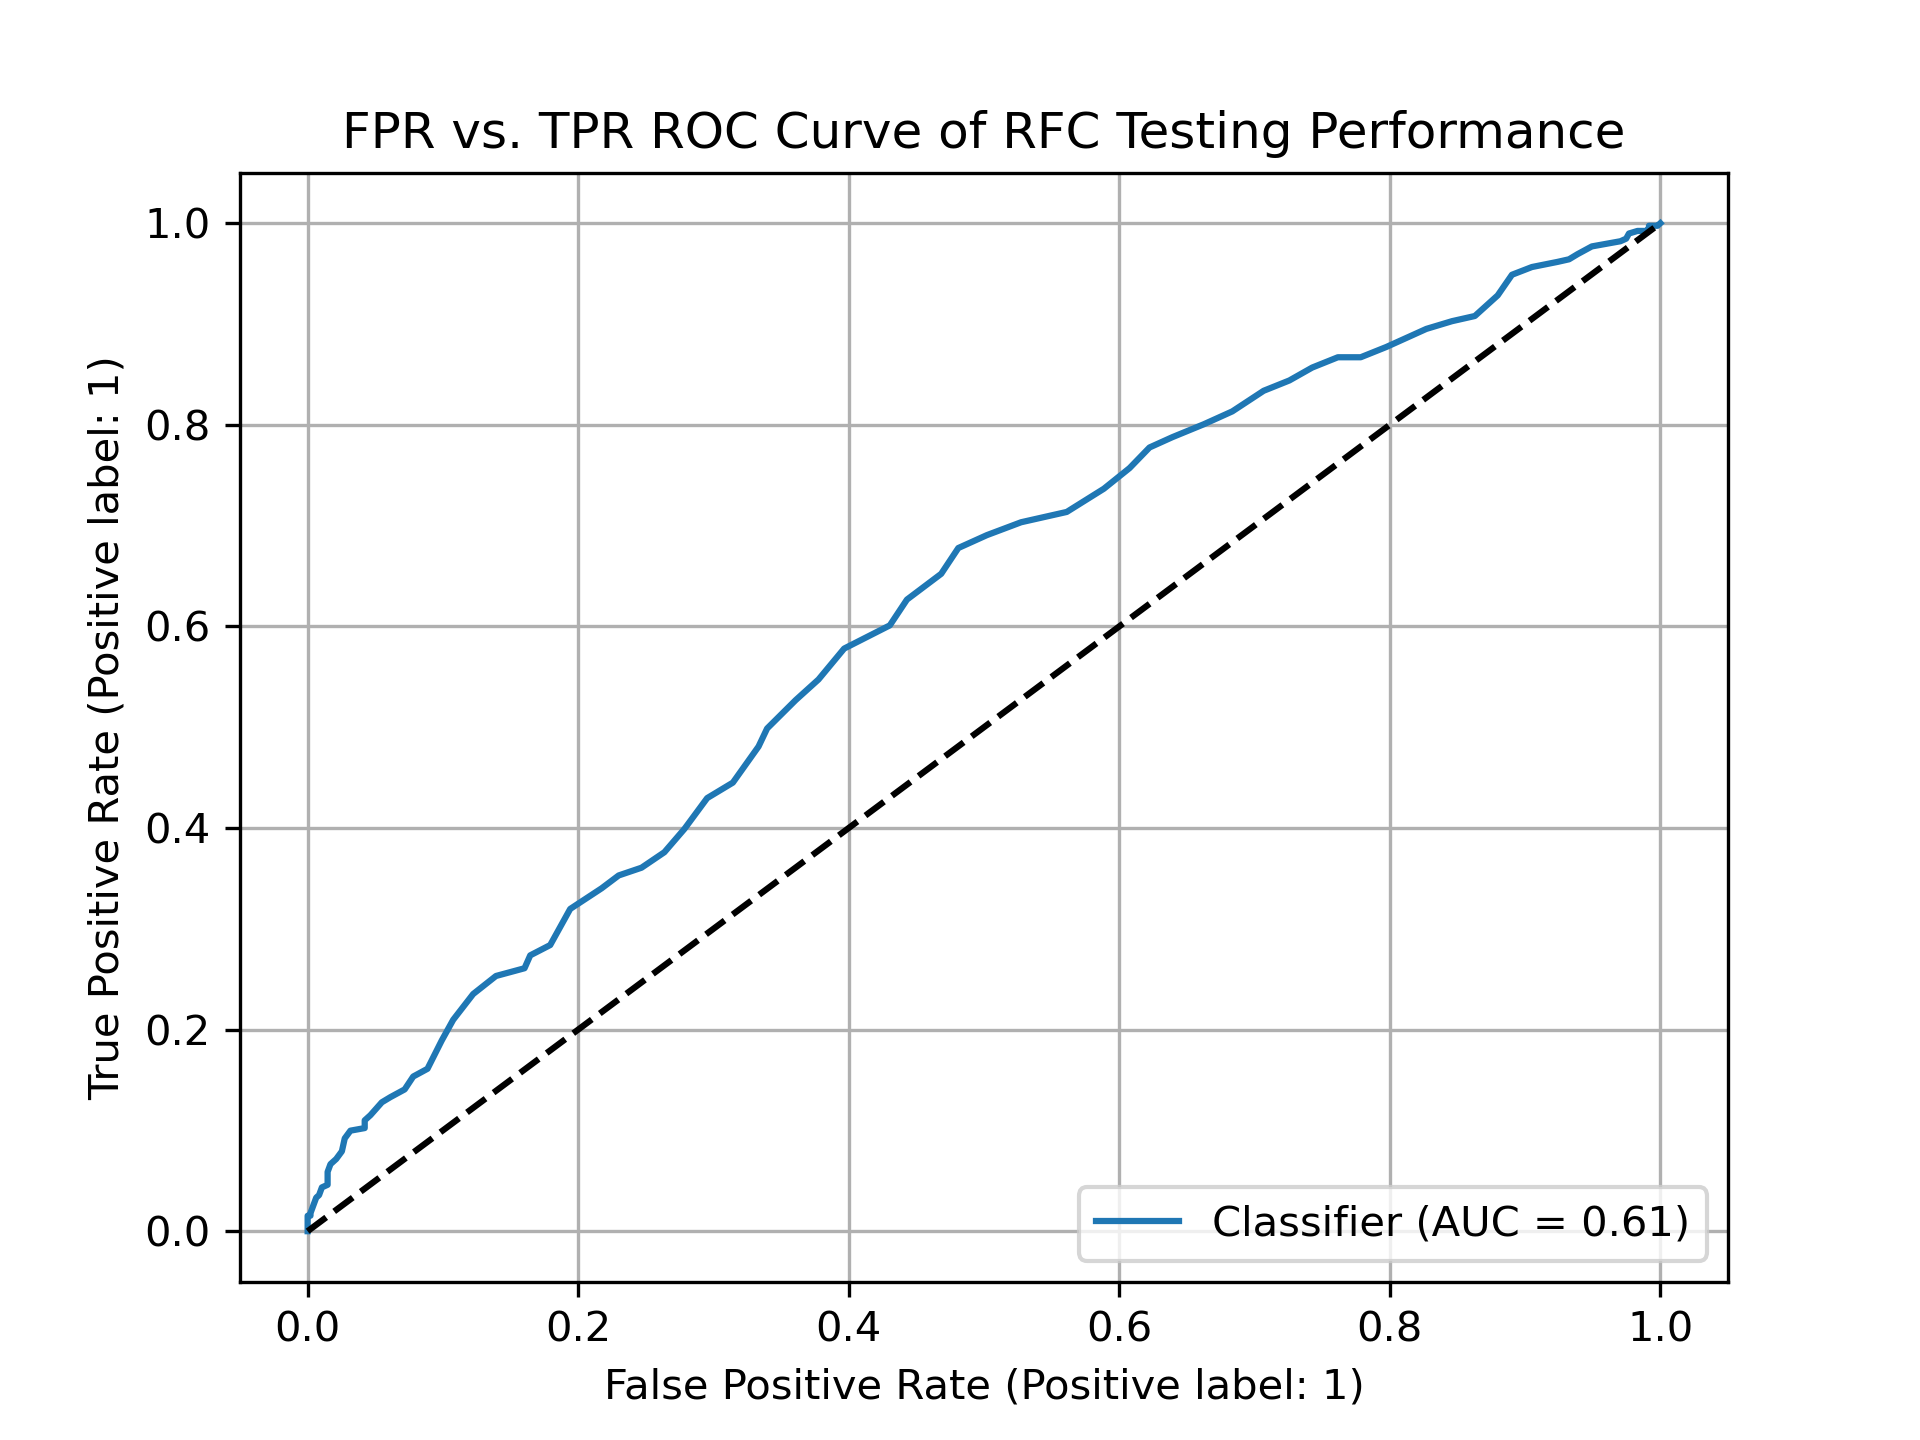 FPR vs. TPR ROC Curve of RFC Testing Performance
1.0
0.8
0.6
0.4
0.2
0.0
True Positive Rate (Positive label: 1)
Classifier (AUC = 0.61)
0.0 0.2 0.4 0.6 0.8 1.0
False Positive Rate (Positive label: 1)